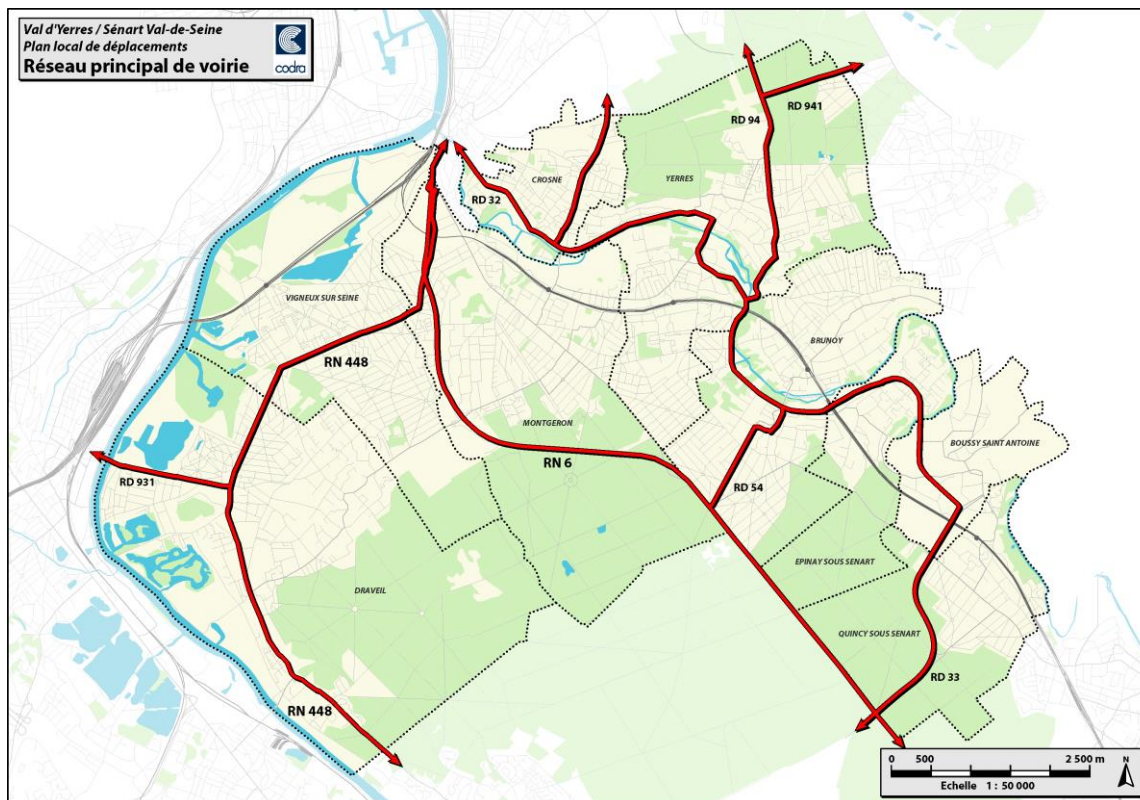 Val d'Yerres / Sénart Val-de-Seine
Plan local de déplacements
Réseau principal de voirie
codra
RD 94
RD 941
CROSNE
YERRES
RD 32
VIGNEUX SUR SEINE
BRUNOY
RN 448
MONTGERON
BOUSSY SAINT ANTOINE
RN 6
RD 931
RD 54
EPINAY SOUS SENART
DRAVEIL
QUINCY SOUS SENART
RD 33
RN 448
0 500 2 500 m
N
Echelle 1 : 50 000